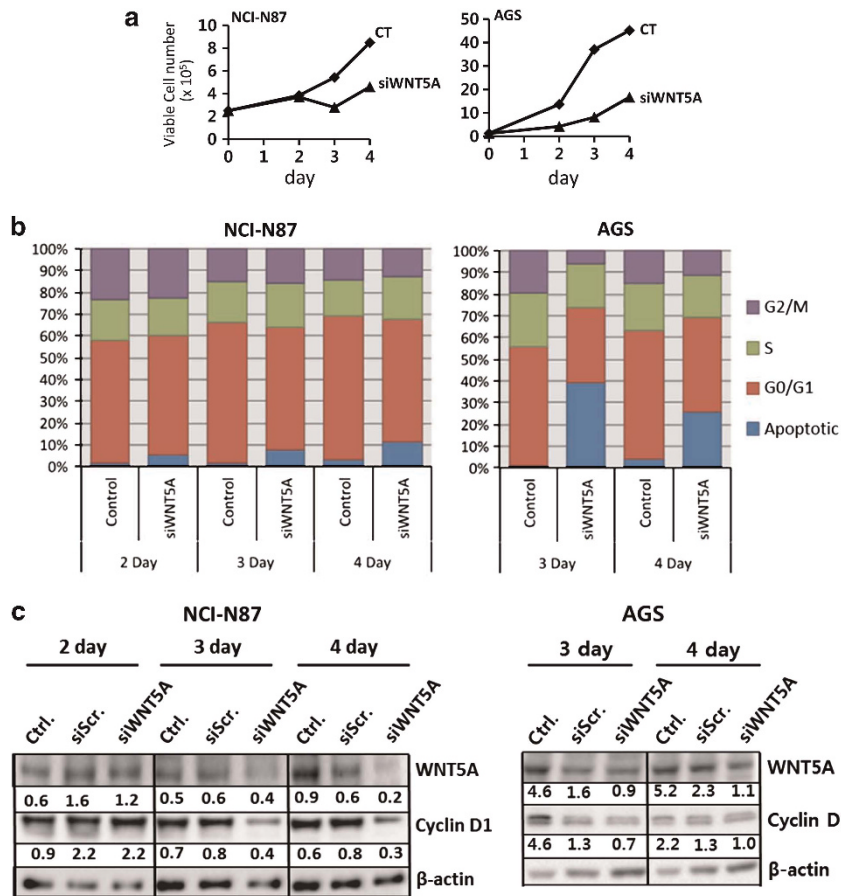 a
NCI-N87
AGS
Viable Cell number
(x 10⁵)
10
8
6
4
2
0
CT
siWNT5A
0 1 2 3 4
day
50
40
30
20
10
0
CT
siWNT5A
0 1 2 3 4
day
b
NCI-N87
AGS
100%
90%
80%
70%
60%
50%
40%
30%
20%
10%
0%
Control siWNT5A Control siWNT5A Control siWNT5A
2 Day 3 Day 4 Day
100%
90%
80%
70%
60%
50%
40%
30%
20%
10%
0%
Control siWNT5A Control siWNT5A
3 Day 4 Day
G2/M
S
G0/G1
Apoptotic
c
NCI-N87
2 day 3 day 4 day
Ctrl. siScr. siWNT5A Ctrl. siScr. siWNT5A Ctrl. siScr. siWNT5A
WNT5A
0.6 1.6 1.2 0.5 0.6 0.4 0.9 0.6 0.2
Cyclin D1
0.9 2.2 2.2 0.7 0.8 0.4 0.6 0.8 0.3
β-actin
AGS
3 day 4 day
Ctrl. siScr. siWNT5A Ctrl. siScr. siWNT5A
WNT5A
4.6 1.6 0.9 5.2 2.3 1.1
Cyclin D
4.6 1.3 0.7 2.2 1.3 1.0
β-actin